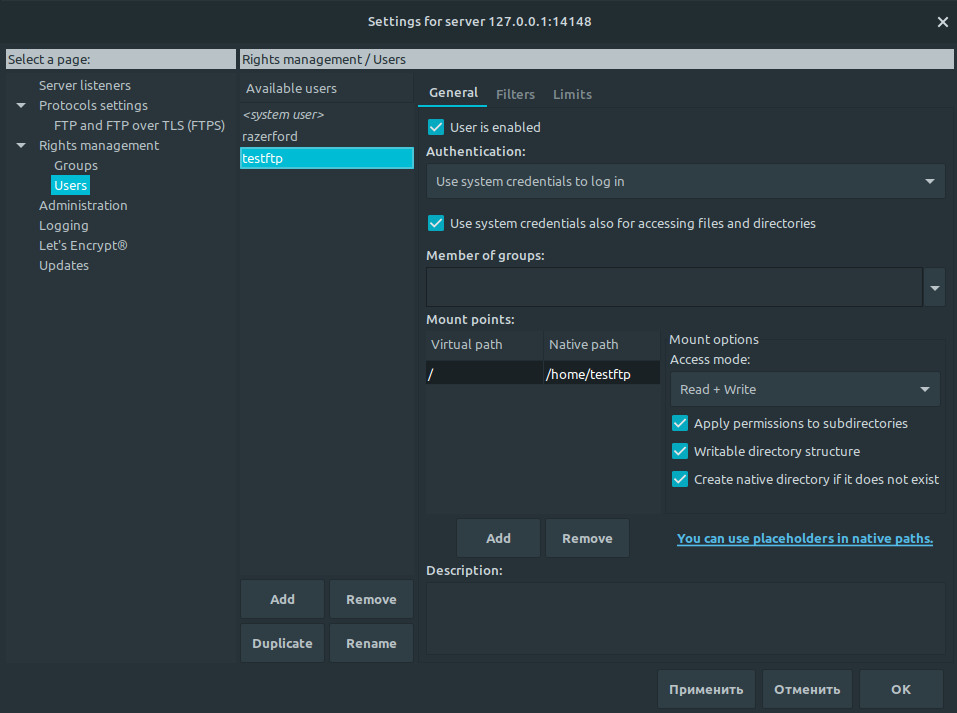 Settings for server 127.0.0.1:14148
Select a page:
Server listeners
Protocols settings
FTP and FTP over TLS (FTPS)
Rights management
Groups
Users
Administration
Logging
Let's Encrypt®
Updates
Rights management / Users
Available users
<system user>
razerford
testftp
Add Remove
Duplicate Rename
General Filters Limits
User is enabled
Authentication:
Use system credentials to log in
Use system credentials also for accessing files and directories
Member of groups:
Mount points:
Virtual path Native path
/ /home/testftp
Mount options
Access mode:
Read + Write
Apply permissions to subdirectories
Writable directory structure
Create native directory if it does not exist
Add Remove
You can use placeholders in native paths.
Description:
Применить Отменить OK